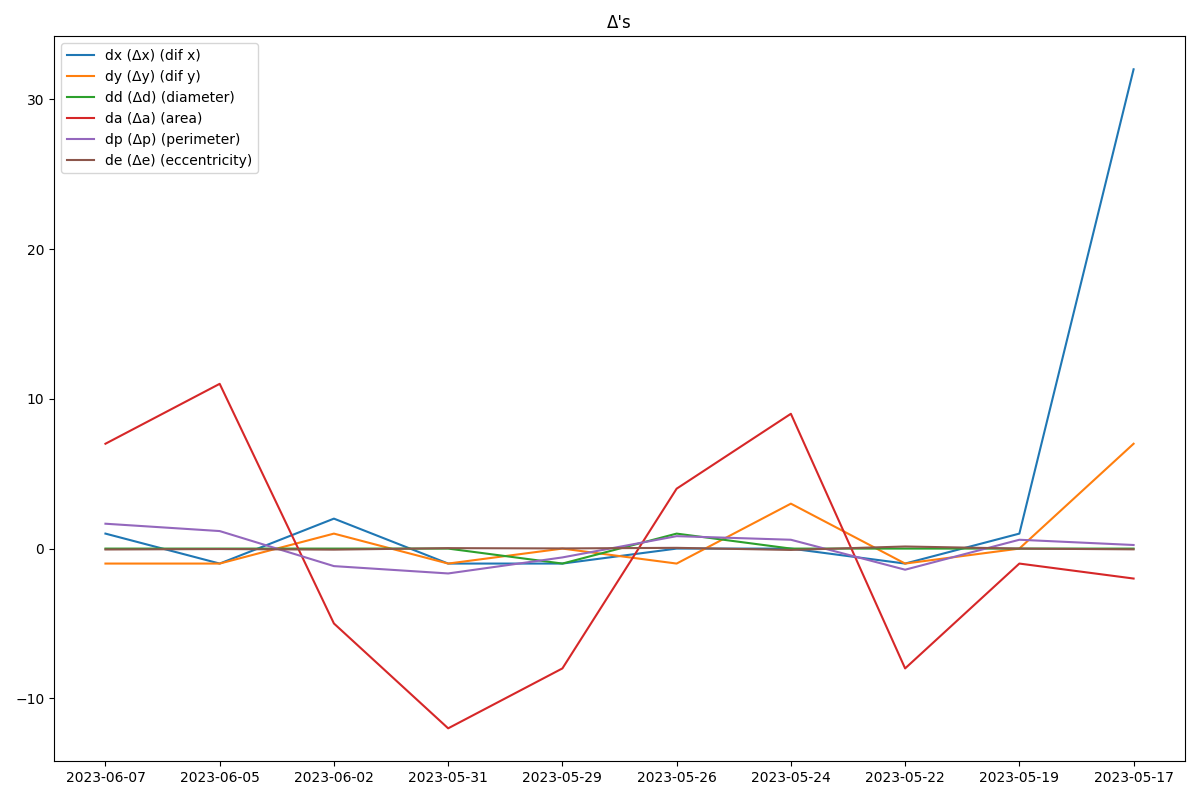 Δ's
dx (Δx) (dif x)
dy (Δy) (dif y)
dd (Δd) (diameter)
da (Δa) (area)
dp (Δp) (perimeter)
de (Δe) (eccentricity)
30
20
10
0
−10
2023-06-07 2023-06-05 2023-06-02 2023-05-31 2023-05-29 2023-05-26 2023-05-24 2023-05-22 2023-05-19 2023-05-17